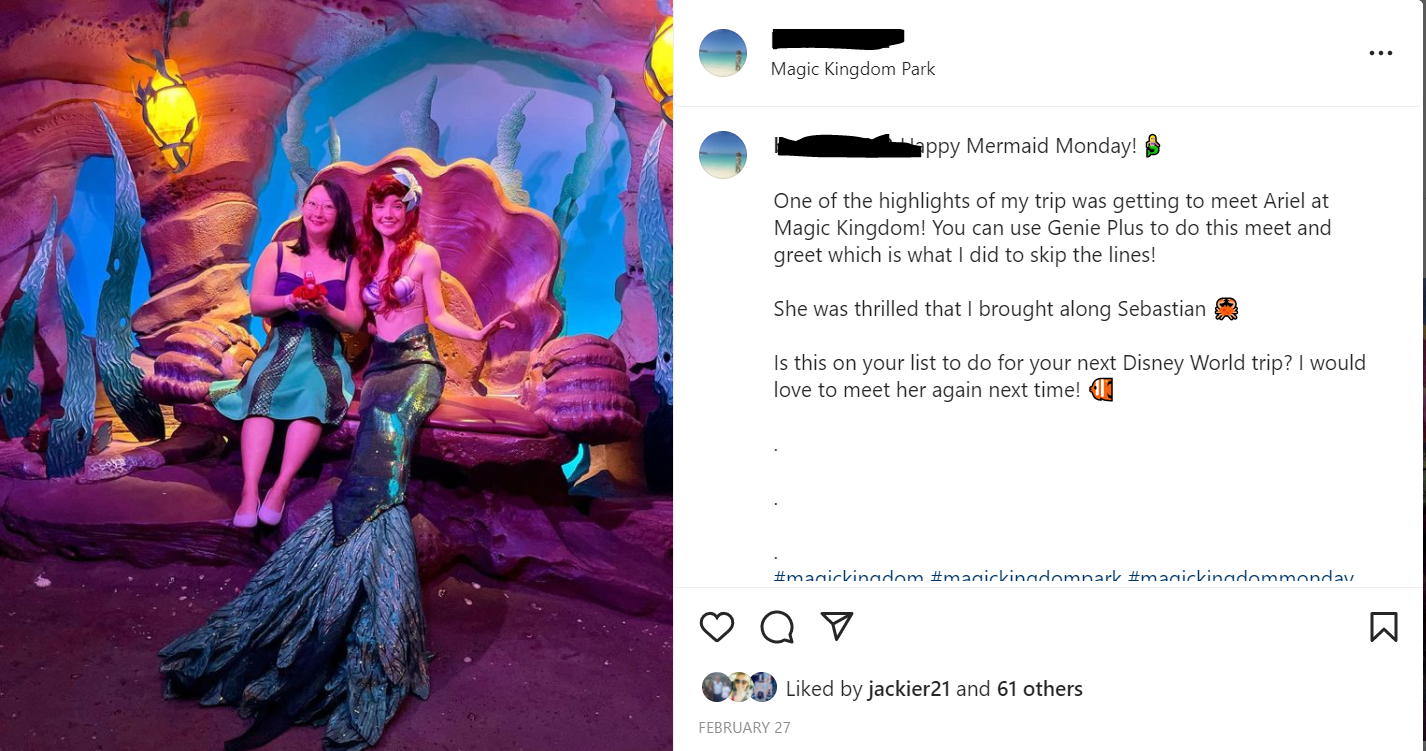 Magic Kingdom Park
Happy Mermaid Monday! 🧜‍♀️
One of the highlights of my trip was getting to meet Ariel at
Magic Kingdom! You can use Genie Plus to do this meet and
greet which is what I did to skip the lines!
She was thrilled that I brought along Sebastian 🦀
Is this on your list to do for your next Disney World trip? I would
love to meet her again next time! 🐠
.
.
.
#magickingdom #magickingdompark #magickingdommonday
Liked by jackier21 and 61 others
FEBRUARY 27